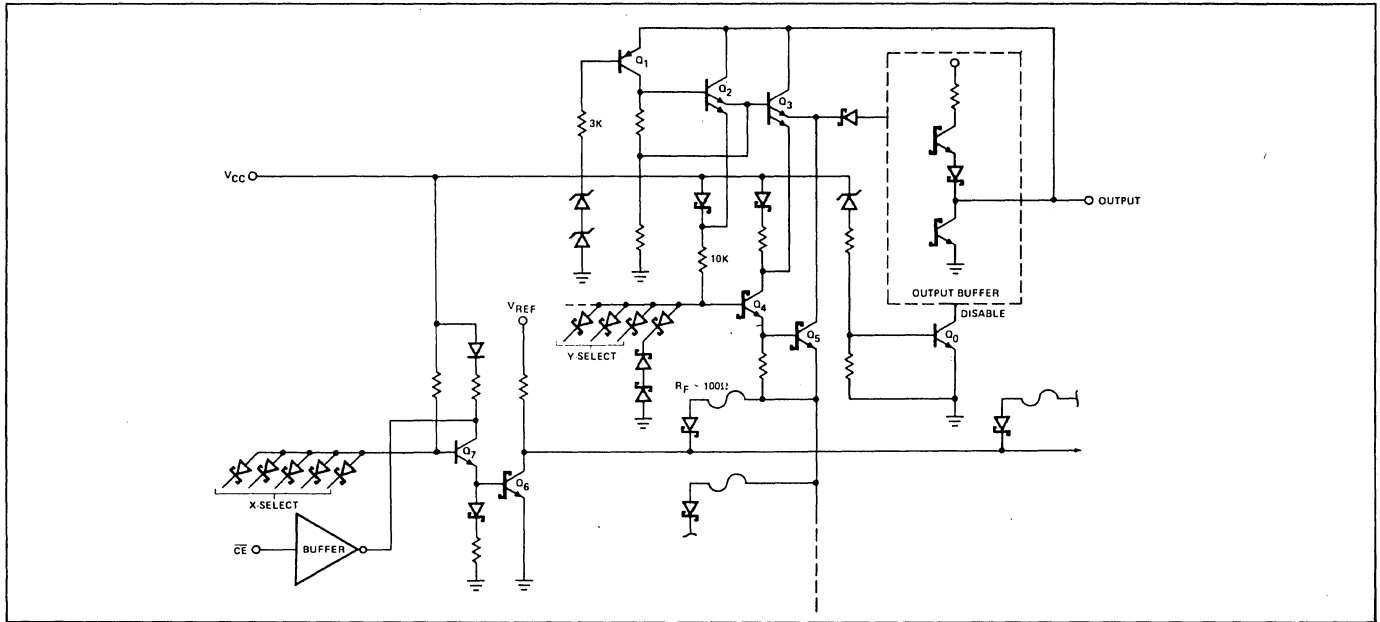 Q1
Q2
Q3
3K
VCC
OUTPUT
10K
OUTPUT BUFFER
DISABLE
VREF
Q4
Y-SELECT
Q5
Q0
RF ~ 100Ω
Q7
Q6
X-SELECT
CE
BUFFER